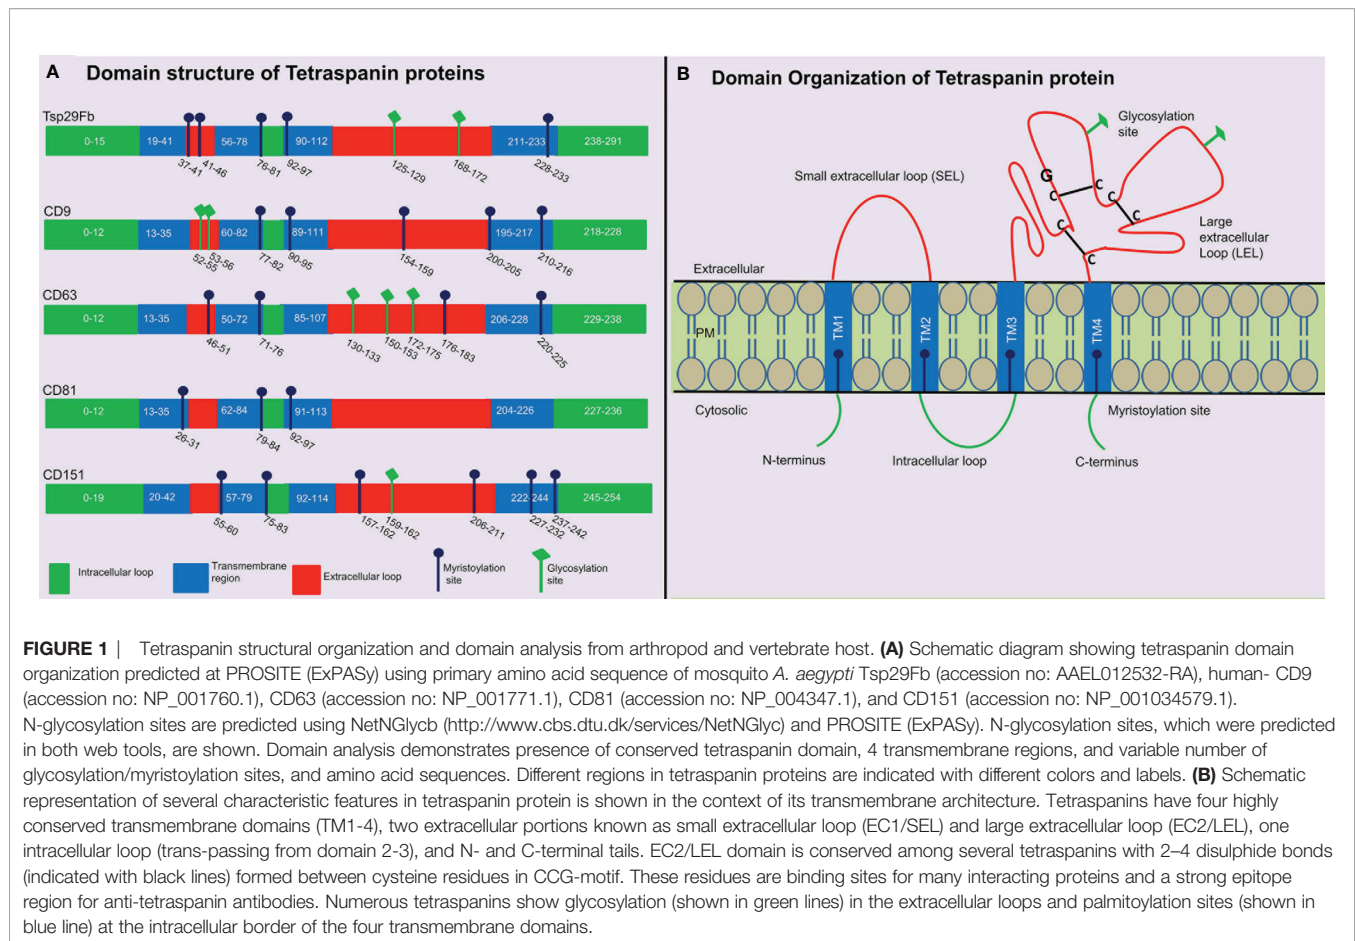 A Domain structure of Tetraspanin proteins
Tsp29Fb
0-15 19-41 56-78 90-112 211-233 238-291
37-41 41-46 76-81 92-97 125-129 168-172 228-233
CD9
0-12 13-35 60-82 89-111 195-217 218-228
52-55 53-56 77-82 90-95 154-159 200-205 210-216
CD63
0-12 13-35 50-72 85-107 206-228 229-238
46-51 71-76 130-133 150-153 172-175 176-183 220-225
CD81
0-12 13-35 62-84 91-113 204-226 227-236
26-31 79-84 92-97
CD151
0-19 20-42 57-79 92-114 222-244 245-254
55-60 75-83 157-162 159-162 206-211 227-232 237-242
Intracellular loop
Transmembrane
region
Extracellular loop
Myristoylation
site
Glycosylation
site
B Domain Organization of Tetraspanin protein
Glycosylation
site
Small extracellular loop (SEL)
G
C C
C
C C
C
Large
extracellular
Loop (LEL)
Extracellular
PM
TM1 TM2 TM3 TM4
Cytosolic
Myristoylation site
N-terminus
Intracellular loop
C-terminus
FIGURE 1 | Tetraspanin structural organization and domain analysis from arthropod and vertebrate host. (A) Schematic diagram showing tetraspanin domain
organization predicted at PROSITE (ExPASy) using primary amino acid sequence of mosquito A. aegypti Tsp29Fb (accession no: AAEL012532-RA), human- CD9
(accession no: NP_001760.1), CD63 (accession no: NP_001771.1), CD81 (accession no: NP_004347.1), and CD151 (accession no: NP_001034579.1).
N-glycosylation sites are predicted using NetNGlycb (http://www.cbs.dtu.dk/services/NetNGlyc) and PROSITE (ExPASy). N-glycosylation sites, which were predicted
in both web tools, are shown. Domain analysis demonstrates presence of conserved tetraspanin domain, 4 transmembrane regions, and variable number of
glycosylation/myristoylation sites, and amino acid sequences. Different regions in tetraspanin proteins are indicated with different colors and labels. (B) Schematic
representation of several characteristic features in tetraspanin protein is shown in the context of its transmembrane architecture. Tetraspanins have four highly
conserved transmembrane domains (TM1-4), two extracellular portions known as small extracellular loop (EC1/SEL) and large extracellular loop (EC2/LEL), one
intracellular loop (trans-passing from domain 2-3), and N- and C-terminal tails. EC2/LEL domain is conserved among several tetraspanins with 2–4 disulphide bonds
(indicated with black lines) formed between cysteine residues in CCG-motif. These residues are binding sites for many interacting proteins and a strong epitope
region for anti-tetraspanin antibodies. Numerous tetraspanins show glycosylation (shown in green lines) in the extracellular loops and palmitoylation sites (shown in
blue line) at the intracellular border of the four transmembrane domains.